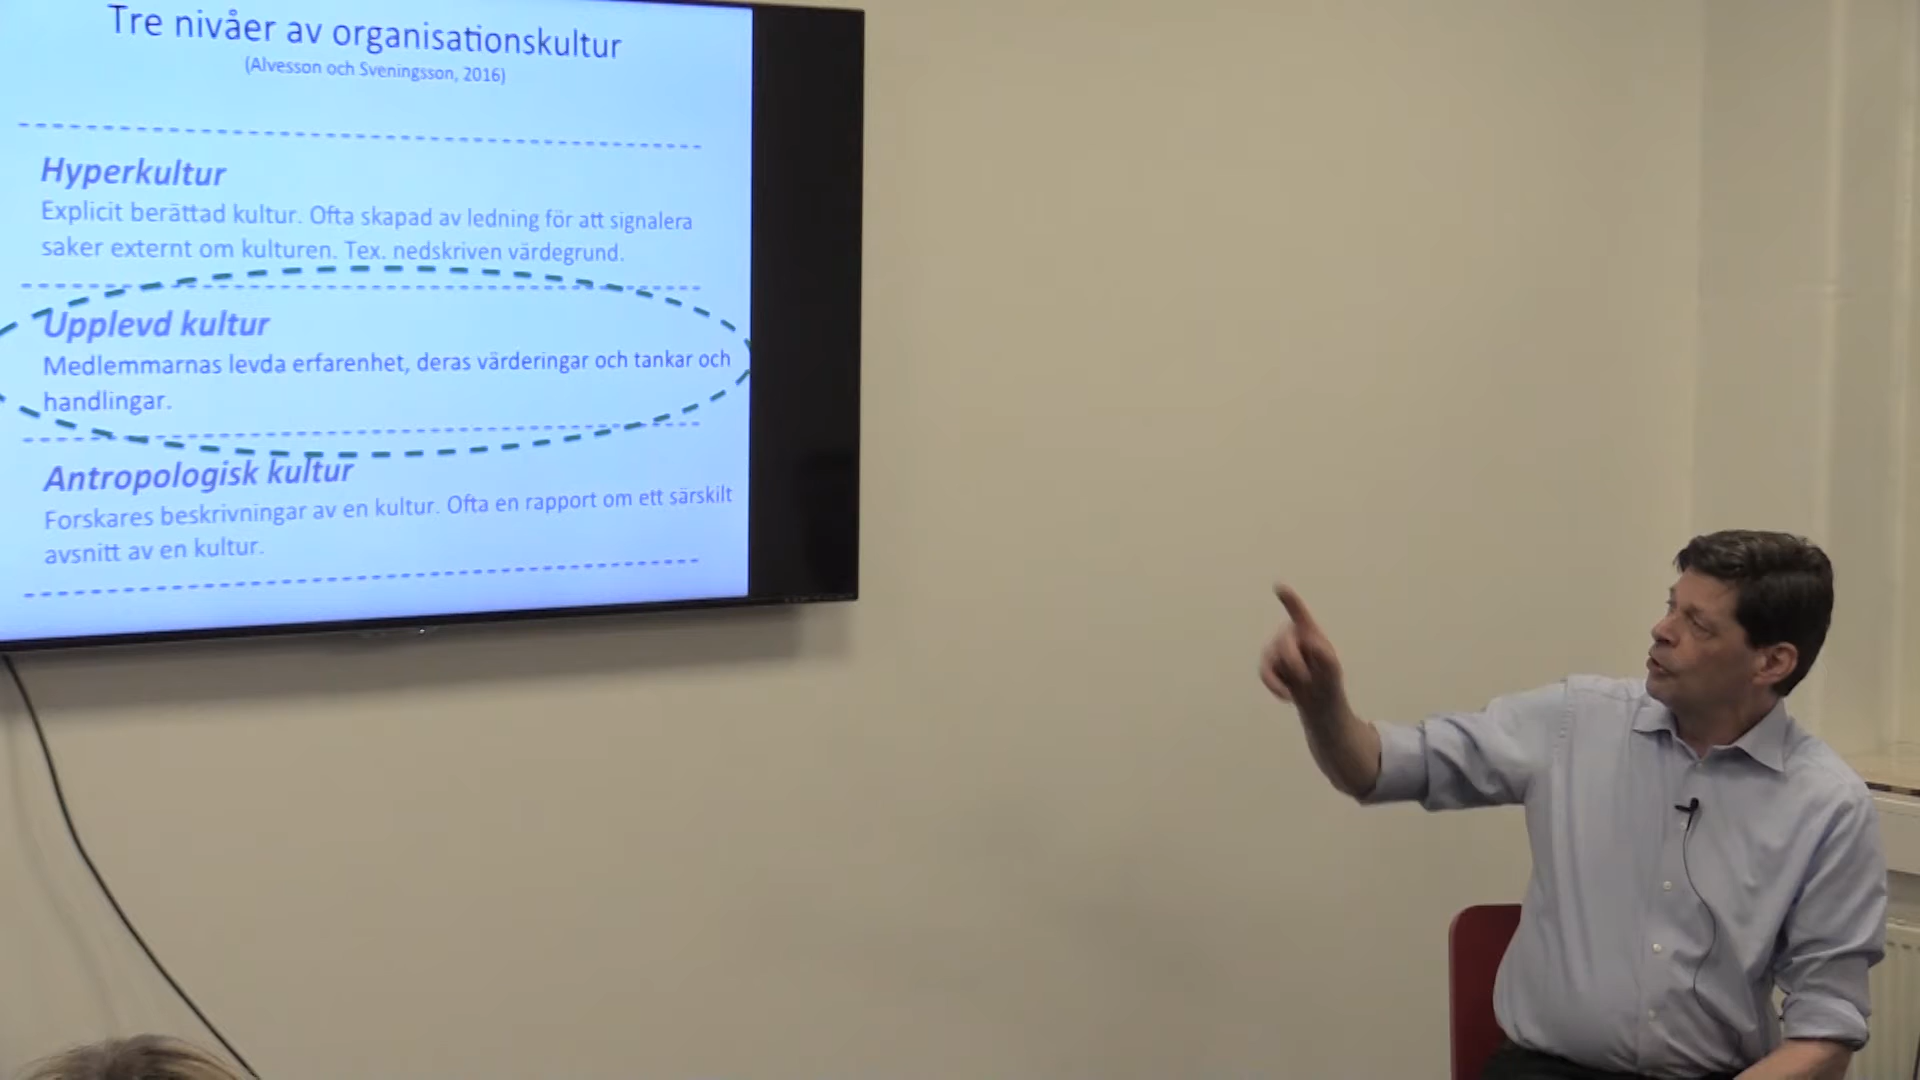 Tre nivåer av organisationskultur
(Alvesson och Sveningsson, 2016)
Hyperkultur
Explicit berättad kultur. Ofta skapad av ledning för att signalera
saker externt om kulturen. Tex. nedskriven värdegrund.
Upplevd kultur
Medlemmarnas levda erfarenhet, deras värderingar och tankar och
handlingar.
Antropologisk kultur
Forskares beskrivningar av en kultur. Ofta en rapport om ett särskilt
avsnitt av en kultur.